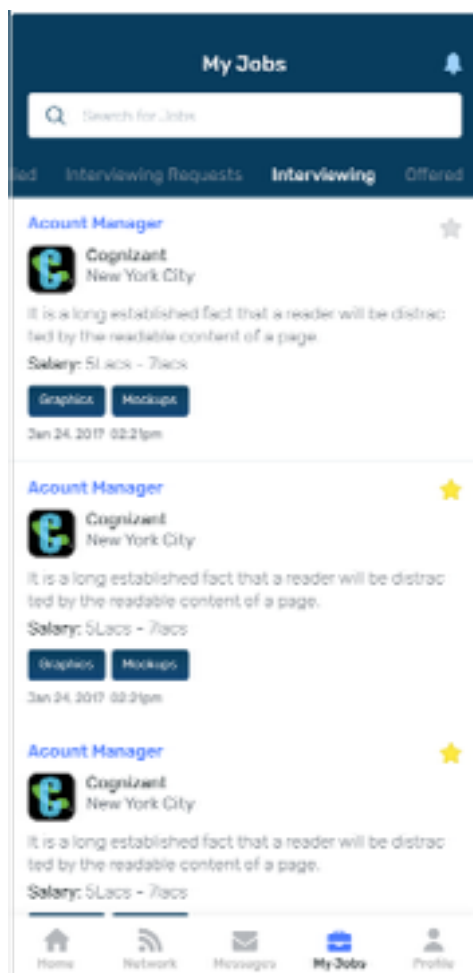 My Jobs
Search for Jobs
ied Interviewing Requests Interviewing Offered
Acount Manager
Cognizant
New York City
It is a long established fact that a reader will be distrac
ted by the readable content of a page.
Salary: 5Lacs - 7lacs
Graphics Mockups
Jan 24, 2017 02:21pm
Acount Manager
Cognizant
New York City
It is a long established fact that a reader will be distrac
ted by the readable content of a page.
Salary: 5Lacs - 7lacs
Graphics Mockups
Jan 24, 2017 02:21pm
Acount Manager
Cognizant
New York City
It is a long established fact that a reader will be distrac
ted by the readable content of a page.
Salary: 5Lacs - 7lacs
Home Network Messages My Jobs Profile